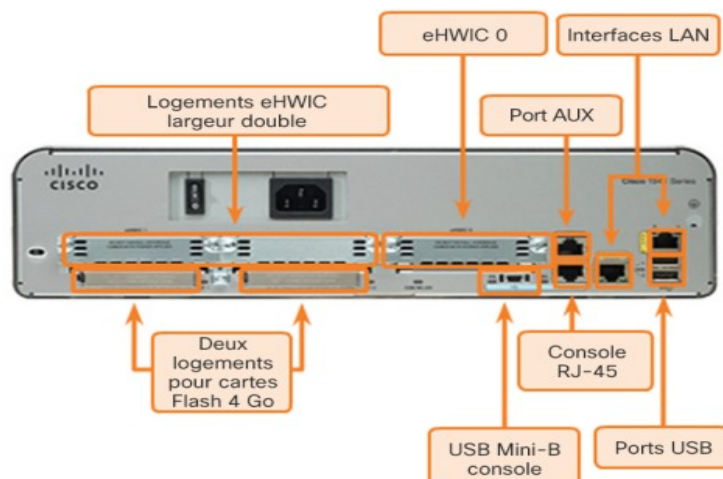 eHWIC 0
Interfaces LAN
Logements eHWIC
largeur double
Port AUX
CISCO
Deux
logements
pour cartes
Flash 4 Go
Console
RJ-45
USB Mini-B
console
Ports USB